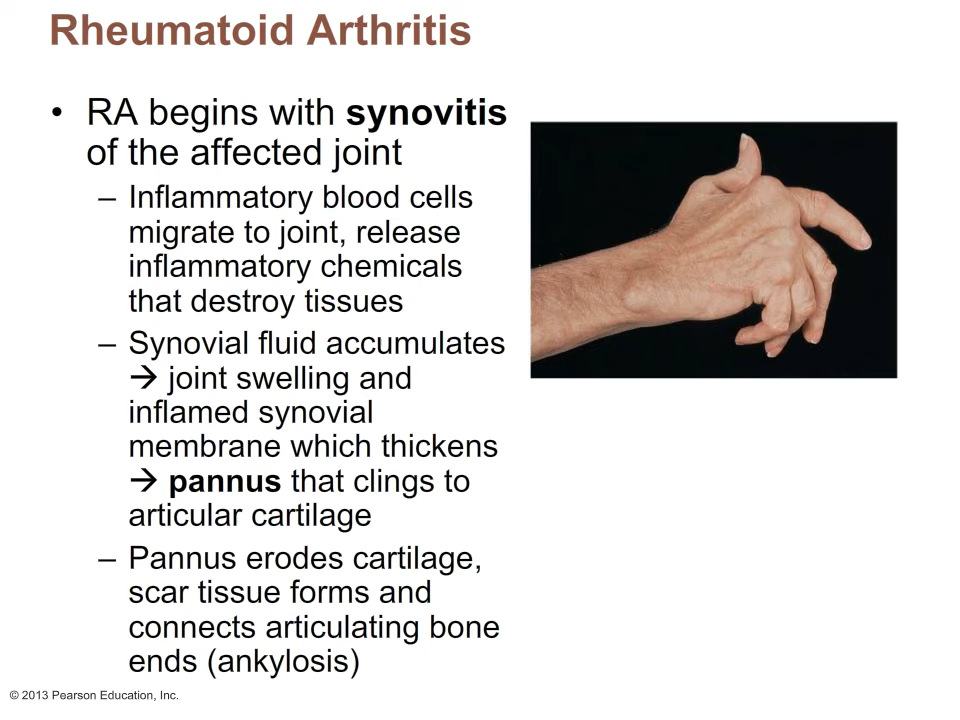 Rheumatoid Arthritis
• RA begins with synovitis
of the affected joint
– Inflammatory blood cells
migrate to joint, release
inflammatory chemicals
that destroy tissues
– Synovial fluid accumulates
→ joint swelling and
inflamed synovial
membrane which thickens
→ pannus that clings to
articular cartilage
– Pannus erodes cartilage,
scar tissue forms and
connects articulating bone
ends (ankylosis)
© 2013 Pearson Education, Inc.